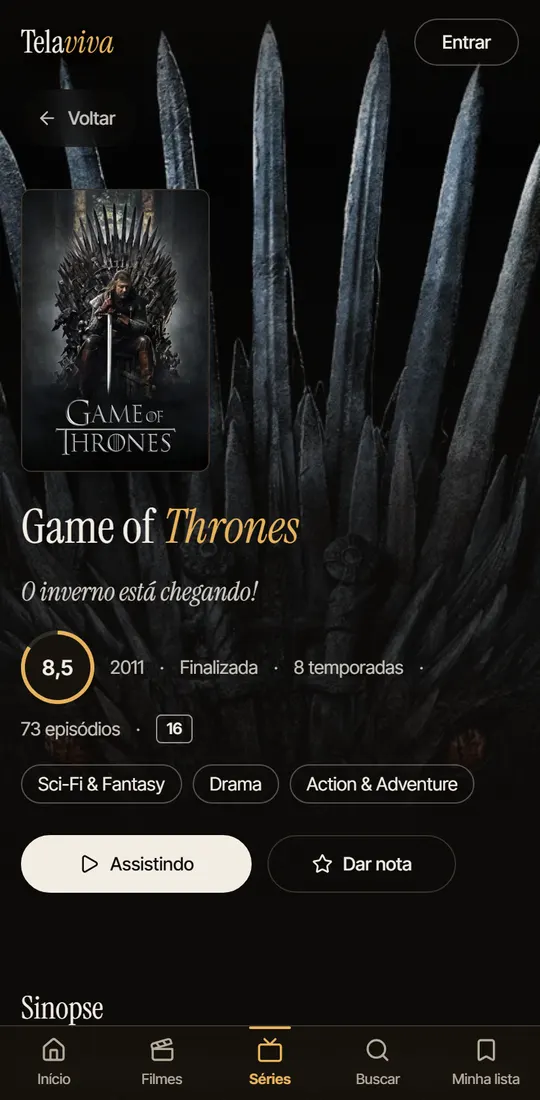 Telaviva
Entrar
Voltar
GAME OF
THRONES
Game of Thrones
O inverno está chegando!
8,5 2011 · Finalizada · 8 temporadas ·
73 episódios · 16
Sci-Fi & Fantasy Drama Action & Adventure
Assistindo Dar nota
Sinopse
Início Filmes Séries Buscar Minha lista